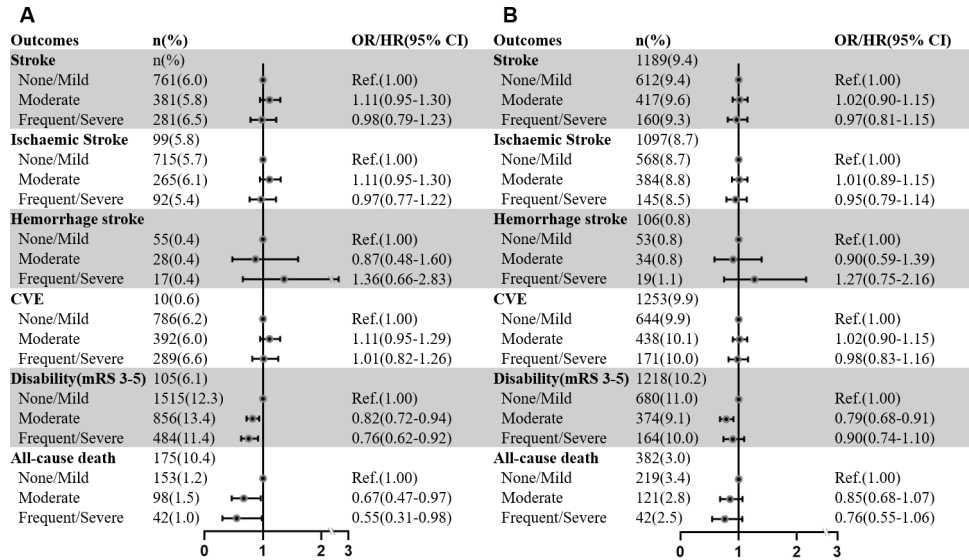 A
Outcomes n(%) OR/HR(95% CI)
Stroke n(%)
None/Mild 761(6.0) Ref.(1.00)
Moderate 381(5.8) 1.11(0.95-1.30)
Frequent/Severe 281(6.5) 0.98(0.79-1.23)
Ischaemic Stroke 99(5.8)
None/Mild 715(5.7) Ref.(1.00)
Moderate 265(6.1) 1.11(0.95-1.30)
Frequent/Severe 92(5.4) 0.97(0.77-1.22)
Hemorrhage stroke
None/Mild 55(0.4) Ref.(1.00)
Moderate 28(0.4) 0.87(0.48-1.60)
Frequent/Severe 17(0.4) 1.36(0.66-2.83)
CVE 10(0.6)
None/Mild 786(6.2) Ref.(1.00)
Moderate 392(6.0) 1.11(0.95-1.29)
Frequent/Severe 289(6.6) 1.01(0.82-1.26)
Disability(mRS 3-5) 105(6.1)
None/Mild 1515(12.3) Ref.(1.00)
Moderate 856(13.4) 0.82(0.72-0.94)
Frequent/Severe 484(11.4) 0.76(0.62-0.92)
All-cause death 175(10.4)
None/Mild 153(1.2) Ref.(1.00)
Moderate 98(1.5) 0.67(0.47-0.97)
Frequent/Severe 42(1.0) 0.55(0.31-0.98)
0 1 2 3
B
Outcomes n(%) OR/HR(95% CI)
Stroke 1189(9.4)
None/Mild 612(9.4) Ref.(1.00)
Moderate 417(9.6) 1.02(0.90-1.15)
Frequent/Severe 160(9.3) 0.97(0.81-1.15)
Ischaemic Stroke 1097(8.7)
None/Mild 568(8.7) Ref.(1.00)
Moderate 384(8.8) 1.01(0.89-1.15)
Frequent/Severe 145(8.5) 0.95(0.79-1.14)
Hemorrhage stroke 106(0.8)
None/Mild 53(0.8) Ref.(1.00)
Moderate 34(0.8) 0.90(0.59-1.39)
Frequent/Severe 19(1.1) 1.27(0.75-2.16)
CVE 1253(9.9)
None/Mild 644(9.9) Ref.(1.00)
Moderate 438(10.1) 1.02(0.90-1.15)
Frequent/Severe 171(10.0) 0.98(0.83-1.16)
Disability(mRS 3-5) 1218(10.2)
None/Mild 680(11.0) Ref.(1.00)
Moderate 374(9.1) 0.79(0.68-0.91)
Frequent/Severe 164(10.0) 0.90(0.74-1.10)
All-cause death 382(3.0)
None/Mild 219(3.4) Ref.(1.00)
Moderate 121(2.8) 0.85(0.68-1.07)
Frequent/Severe 42(2.5) 0.76(0.55-1.06)
0 1 2 3